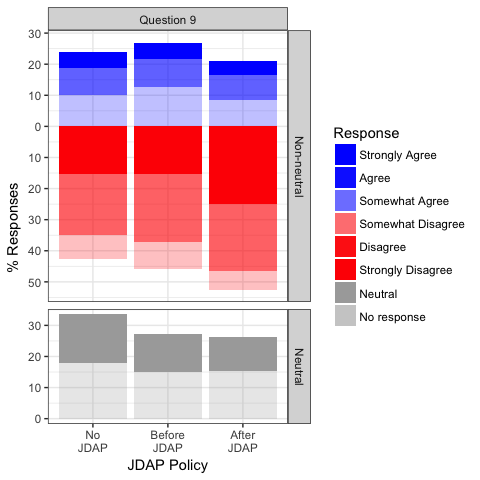 Question 9
30
20
10
0
10
20
30
40
50
Non-neutral
30
20
10
0
Neutral
% Responses
No
JDAP
Before
JDAP
After
JDAP
JDAP Policy
Response
Strongly Agree
Agree
Somewhat Agree
Somewhat Disagree
Disagree
Strongly Disagree
Neutral
No response